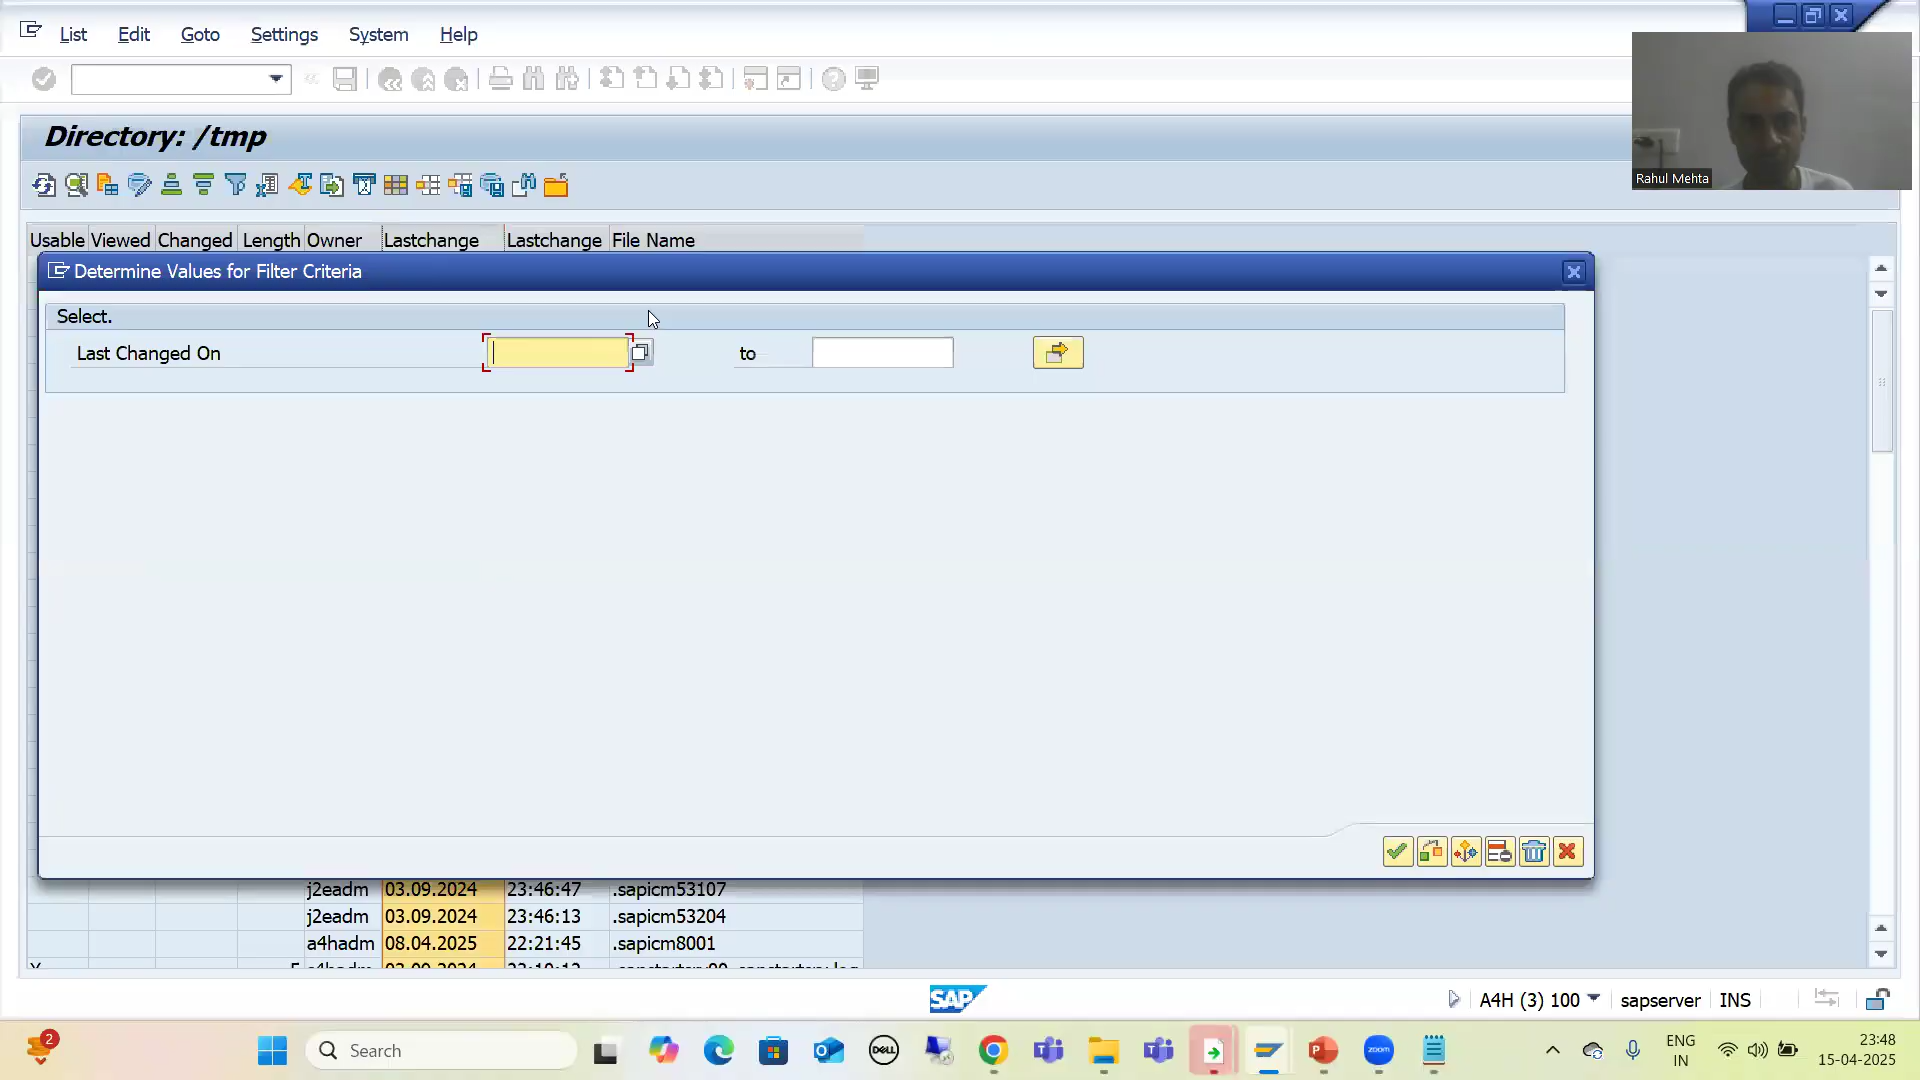 List Edit Goto Settings System Help
Directory: /tmp
Rahul Mehta
Usable Viewed Changed Length Owner Lastchange Lastchange File Name
Determine Values for Filter Criteria
Select.
Last Changed On to
j2eadm 03.09.2024 23:46:47 .sapicm53107
j2eadm 03.09.2024 23:46:13 .sapicm53204
a4hadm 08.04.2025 22:21:45 .sapicm8001
SAP A4H (3) 100 sapserver INS
2 Search DELL zoom ENG IN 23:48
15-04-2025